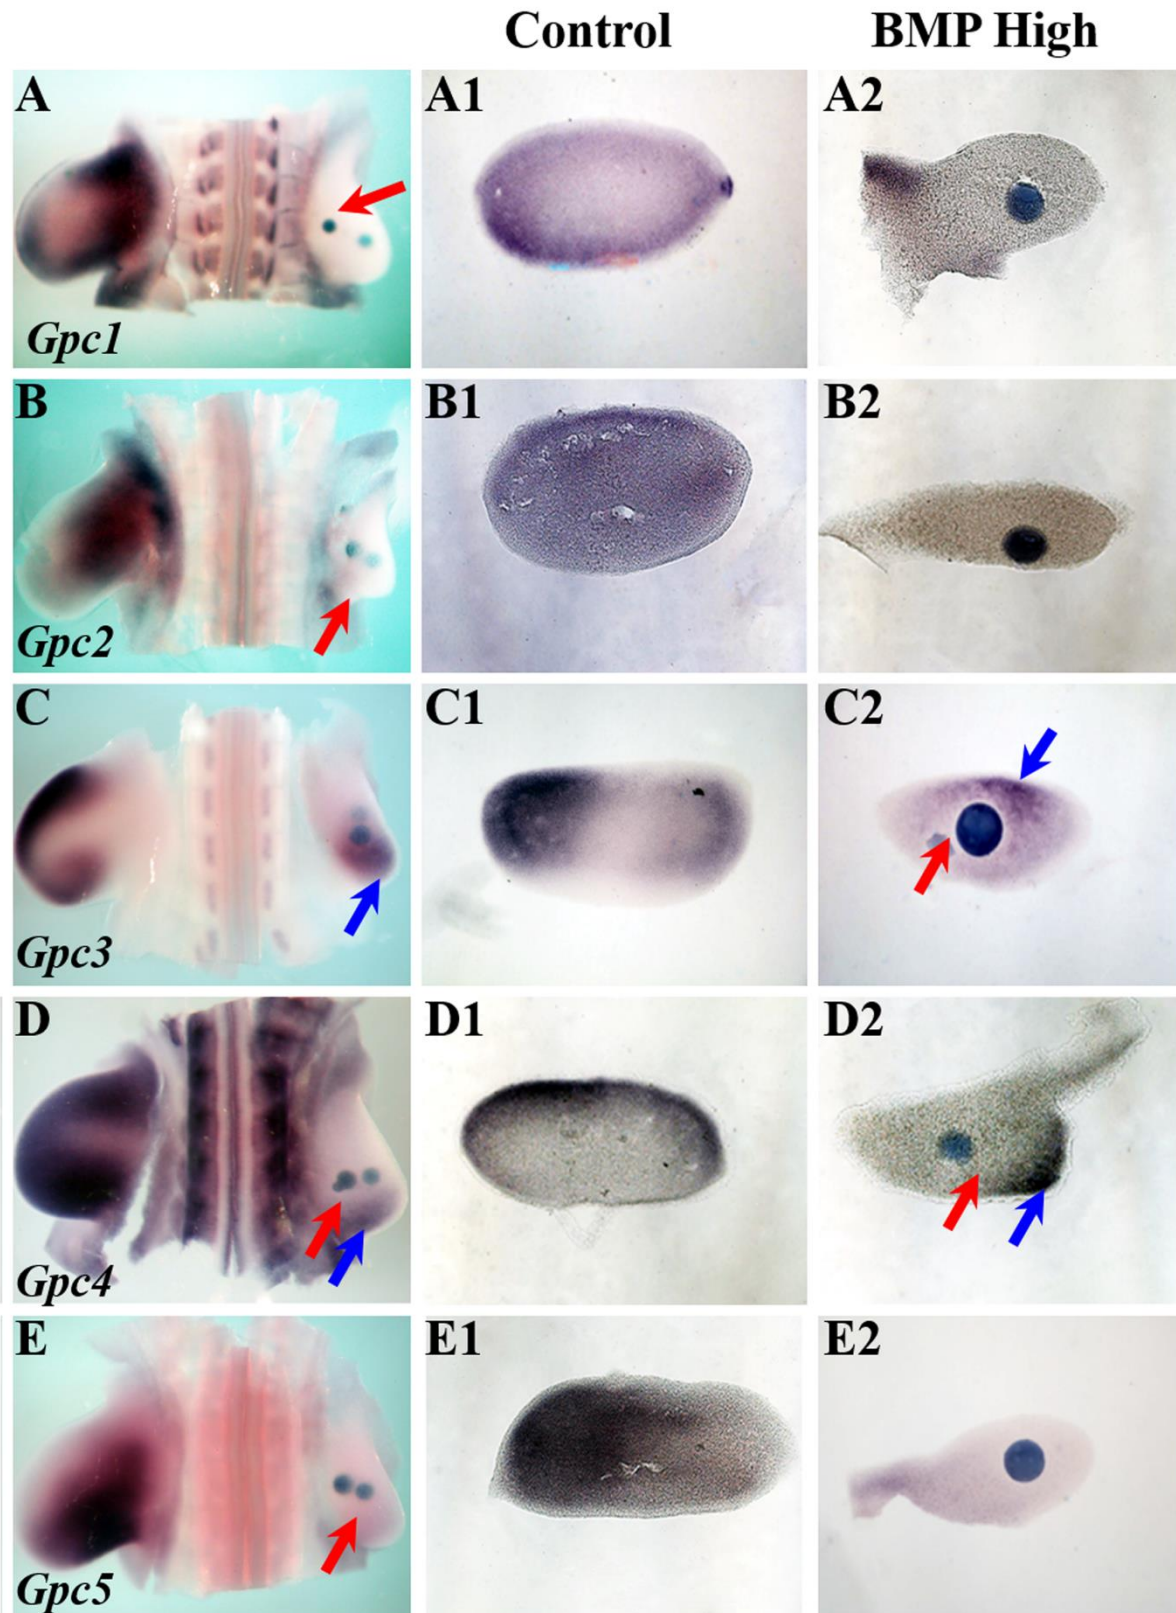 Control BMP High
A A1 A2
Gpc1
B B1 B2
Gpc2
C C1 C2
Gpc3
D D1 D2
Gpc4
E E1 E2
Gpc5